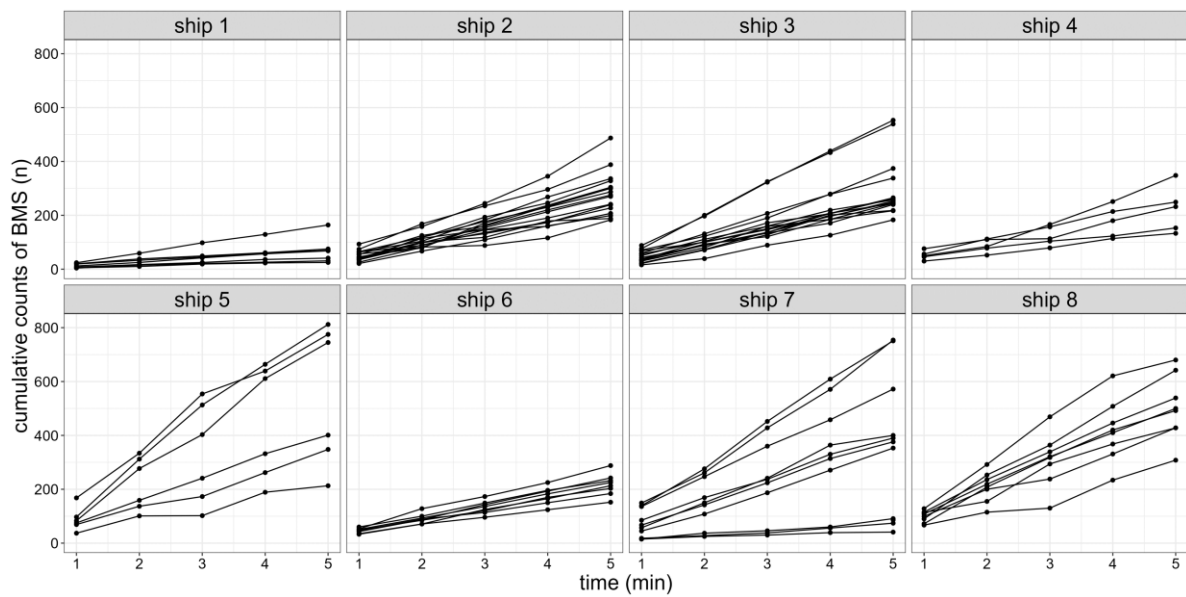 ship 1 ship 2 ship 3 ship 4
800
600
400
200
0
ship 5 ship 6 ship 7 ship 8
800
600
400
200
0
1 2 3 4 5 1 2 3 4 5 1 2 3 4 5 1 2 3 4 5
time (min)
cumulative counts of BMS (n)